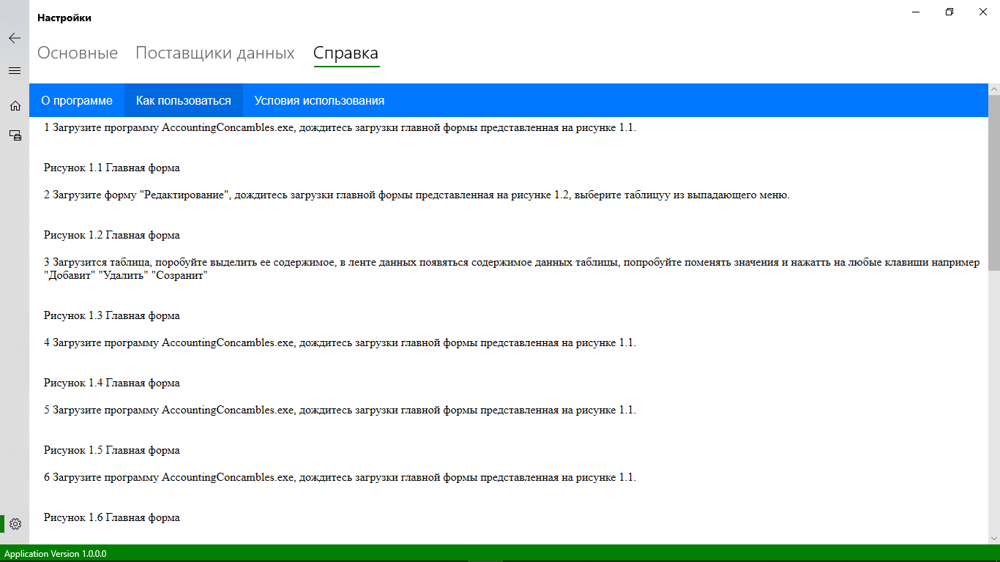 Настройки
Основные Поставщики данных Справка
О программе Как пользоваться Условия использования
1 Загрузите программу AccountingConcambles.exe, дождитесь загрузки главной формы представленная на рисунке 1.1.
Рисунок 1.1 Главная форма
2 Загрузите форму "Редактирование", дождитесь загрузки главной формы представленная на рисунке 1.2, выберите таблицуу из выпадающего меню.
Рисунок 1.2 Главная форма
3 Загрузится таблица, поробуйте выделить ее содержимое, в ленте данных появяться содержимое данных таблицы, попробуйте поменять значения и нажатть на любые клавиши например
"Добавит" "Удалить" "Созранит"
Рисунок 1.3 Главная форма
4 Загрузите программу AccountingConcambles.exe, дождитесь загрузки главной формы представленная на рисунке 1.1.
Рисунок 1.4 Главная форма
5 Загрузите программу AccountingConcambles.exe, дождитесь загрузки главной формы представленная на рисунке 1.1.
Рисунок 1.5 Главная форма
6 Загрузите программу AccountingConcambles.exe, дождитесь загрузки главной формы представленная на рисунке 1.1.
Рисунок 1.6 Главная форма
Application Version 1.0.0.0